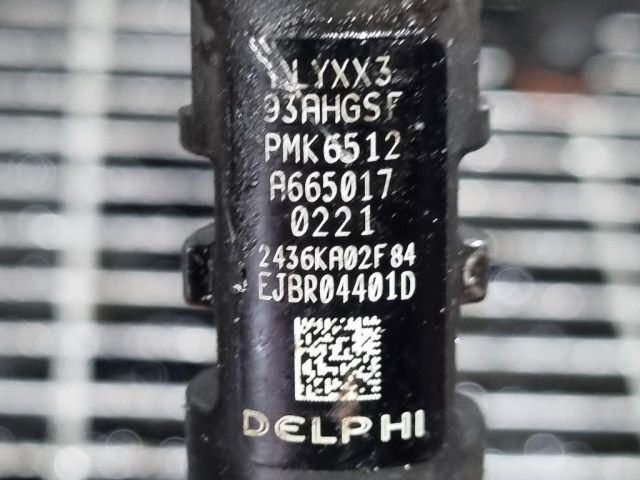 LYXX3
93AHGSF
PMK6512
A665017
0221
2436KA02F84
EJBR04401D
DELPHI